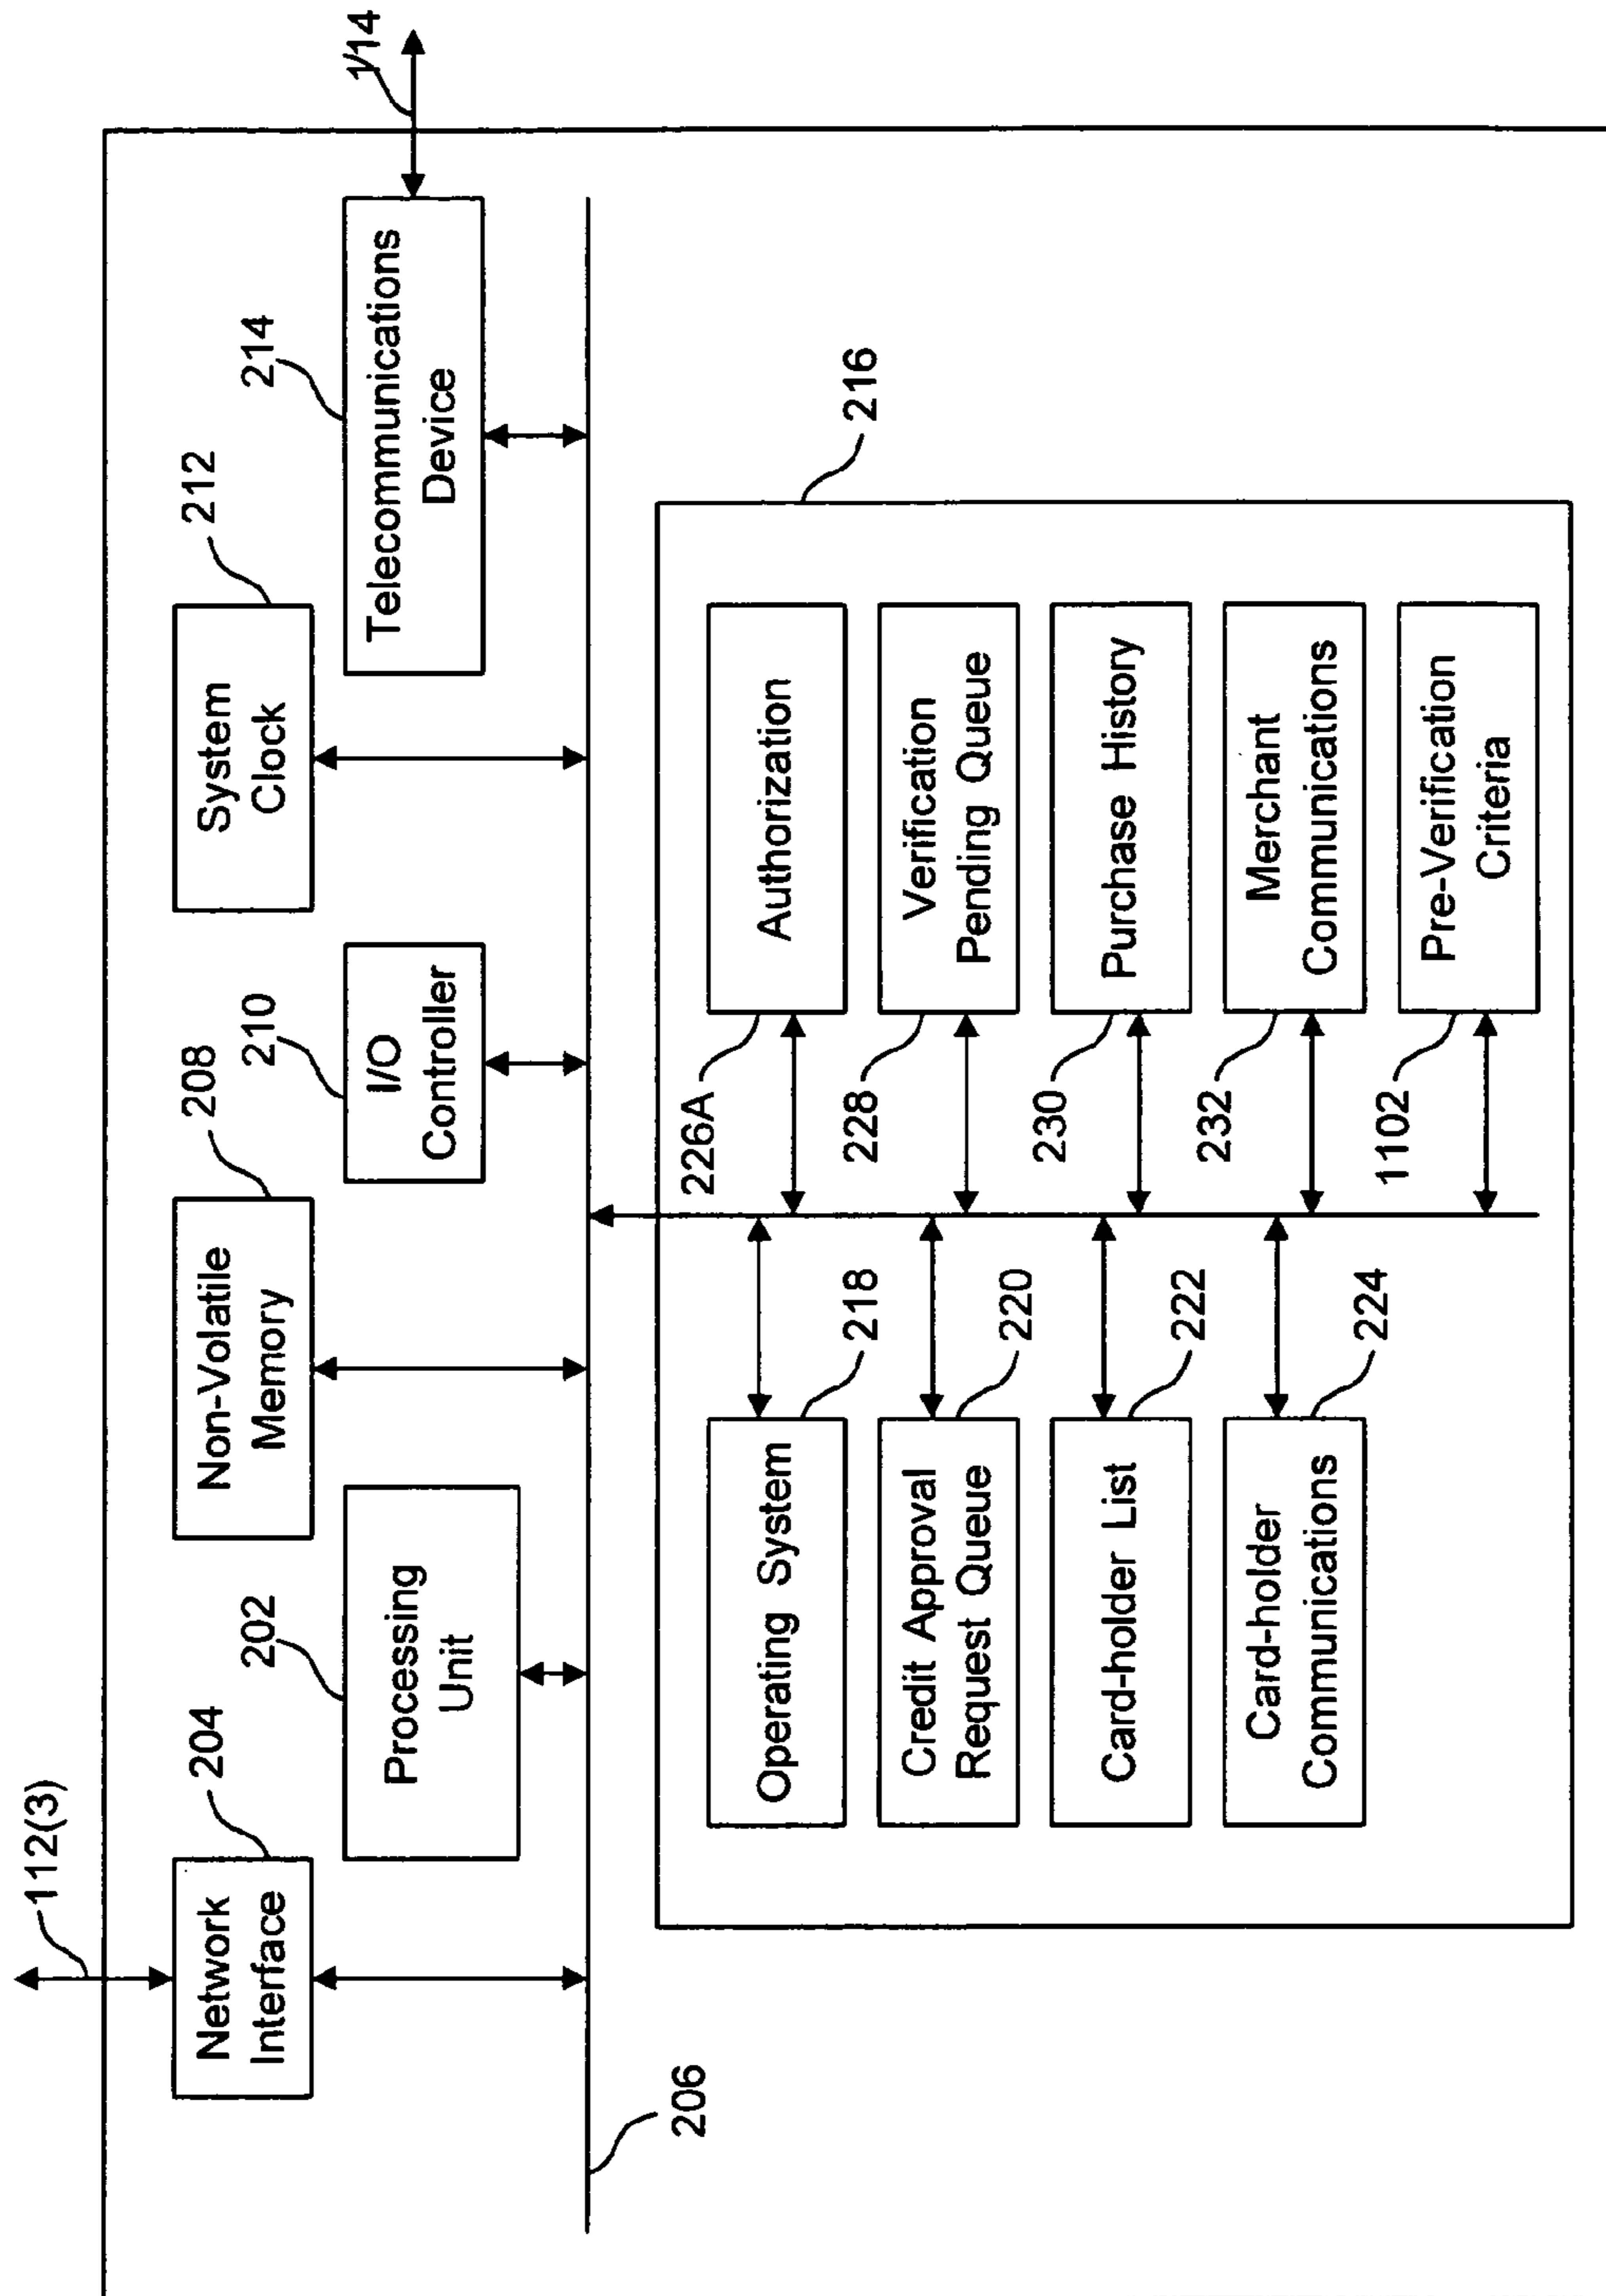 112(3)
204
Network
Interface
202
Processing
Unit
208
Non-Volatile
Memory
210
I/O
Controller
212
System
Clock
214
Telecommunications
Device
114
206
216
Operating System
218
Credit Approval
Request Queue
220
Card-holder List
222
Card-holder
Communications
224
226A
Authorization
228
Verification
Pending Queue
230
Purchase History
232
Merchant
Communications
1102
Pre-Verification
Criteria